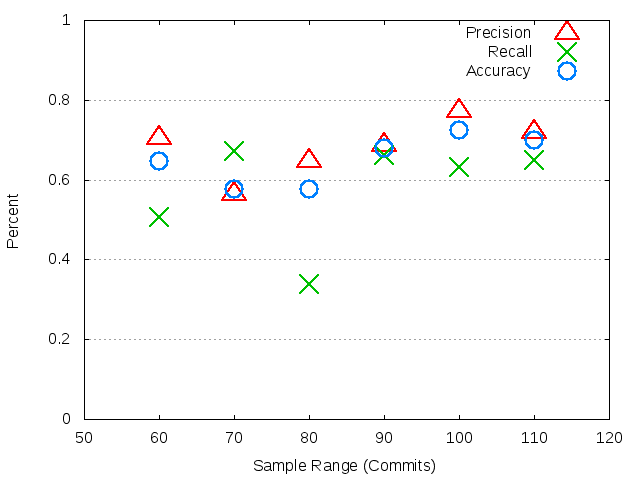 1
Precision
Recall
Accuracy
0.8
0.6
0.4
0.2
0
Percent
50 60 70 80 90 100 110 120
Sample Range (Commits)